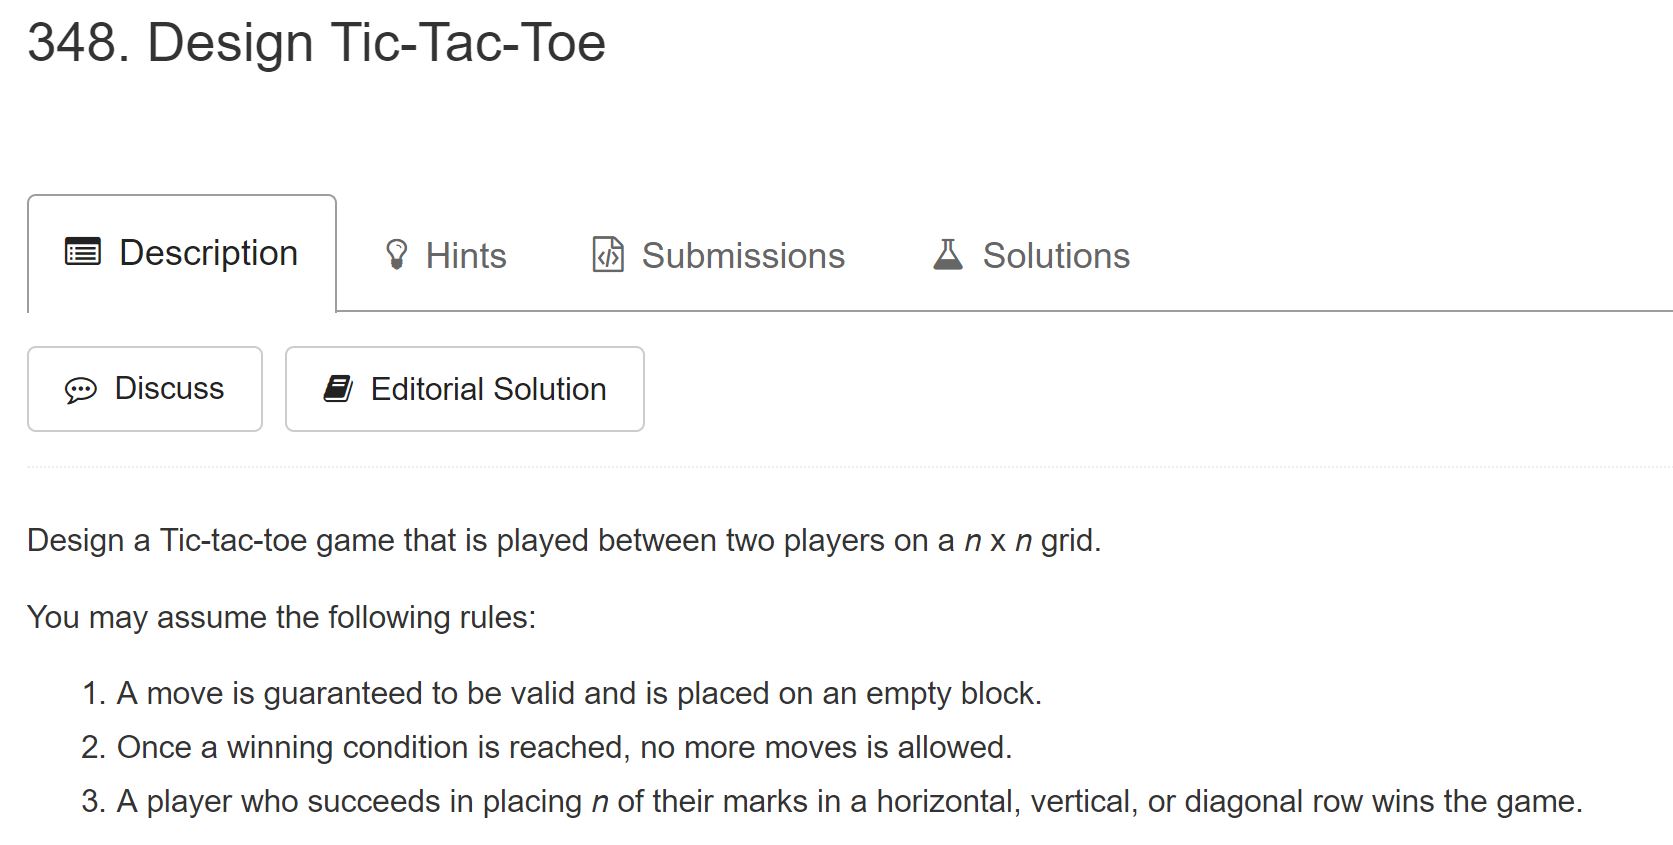 348. Design Tic-Tac-Toe
Description Hints Submissions Solutions
Discuss Editorial Solution
Design a Tic-tac-toe game that is played between two players on a n x n grid.
You may assume the following rules:
1. A move is guaranteed to be valid and is placed on an empty block.
2. Once a winning condition is reached, no more moves is allowed.
3. A player who succeeds in placing n of their marks in a horizontal, vertical, or diagonal row wins the game.